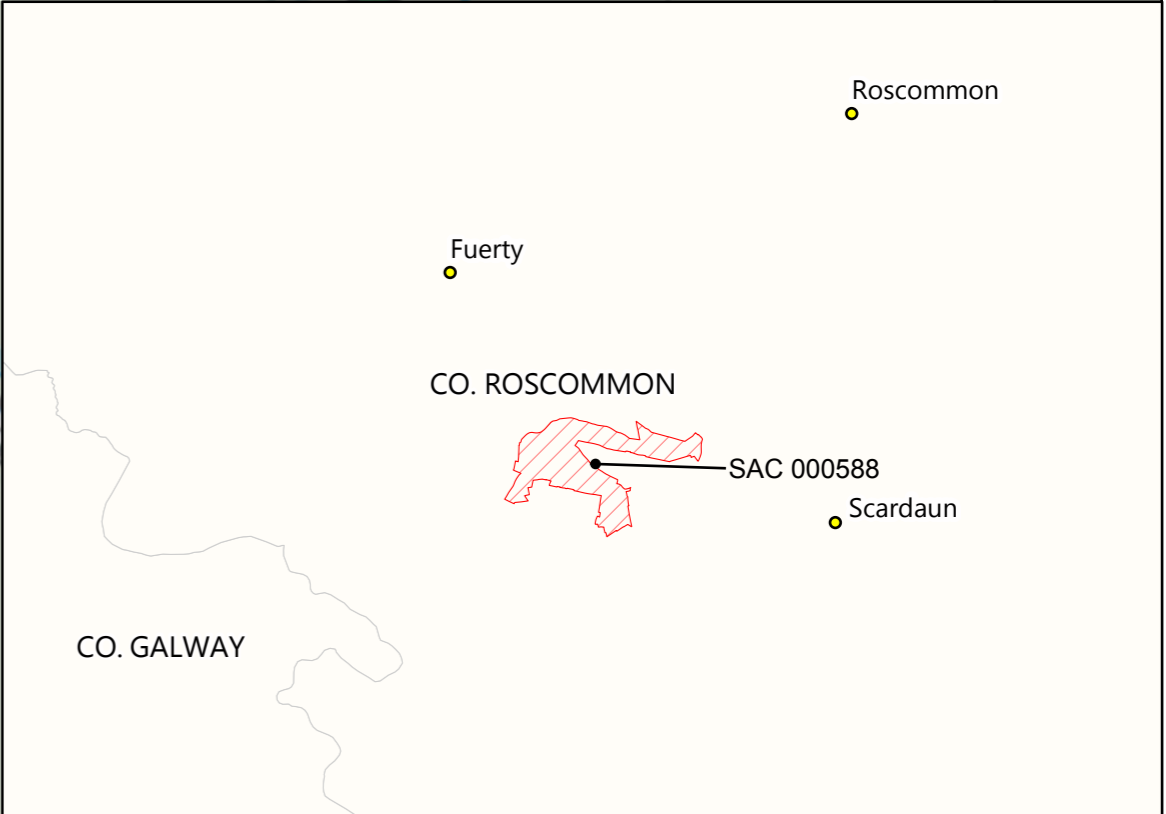 Roscommon
Fuerty
CO. ROSCOMMON
SAC 000588
Scardaun
CO. GALWAY